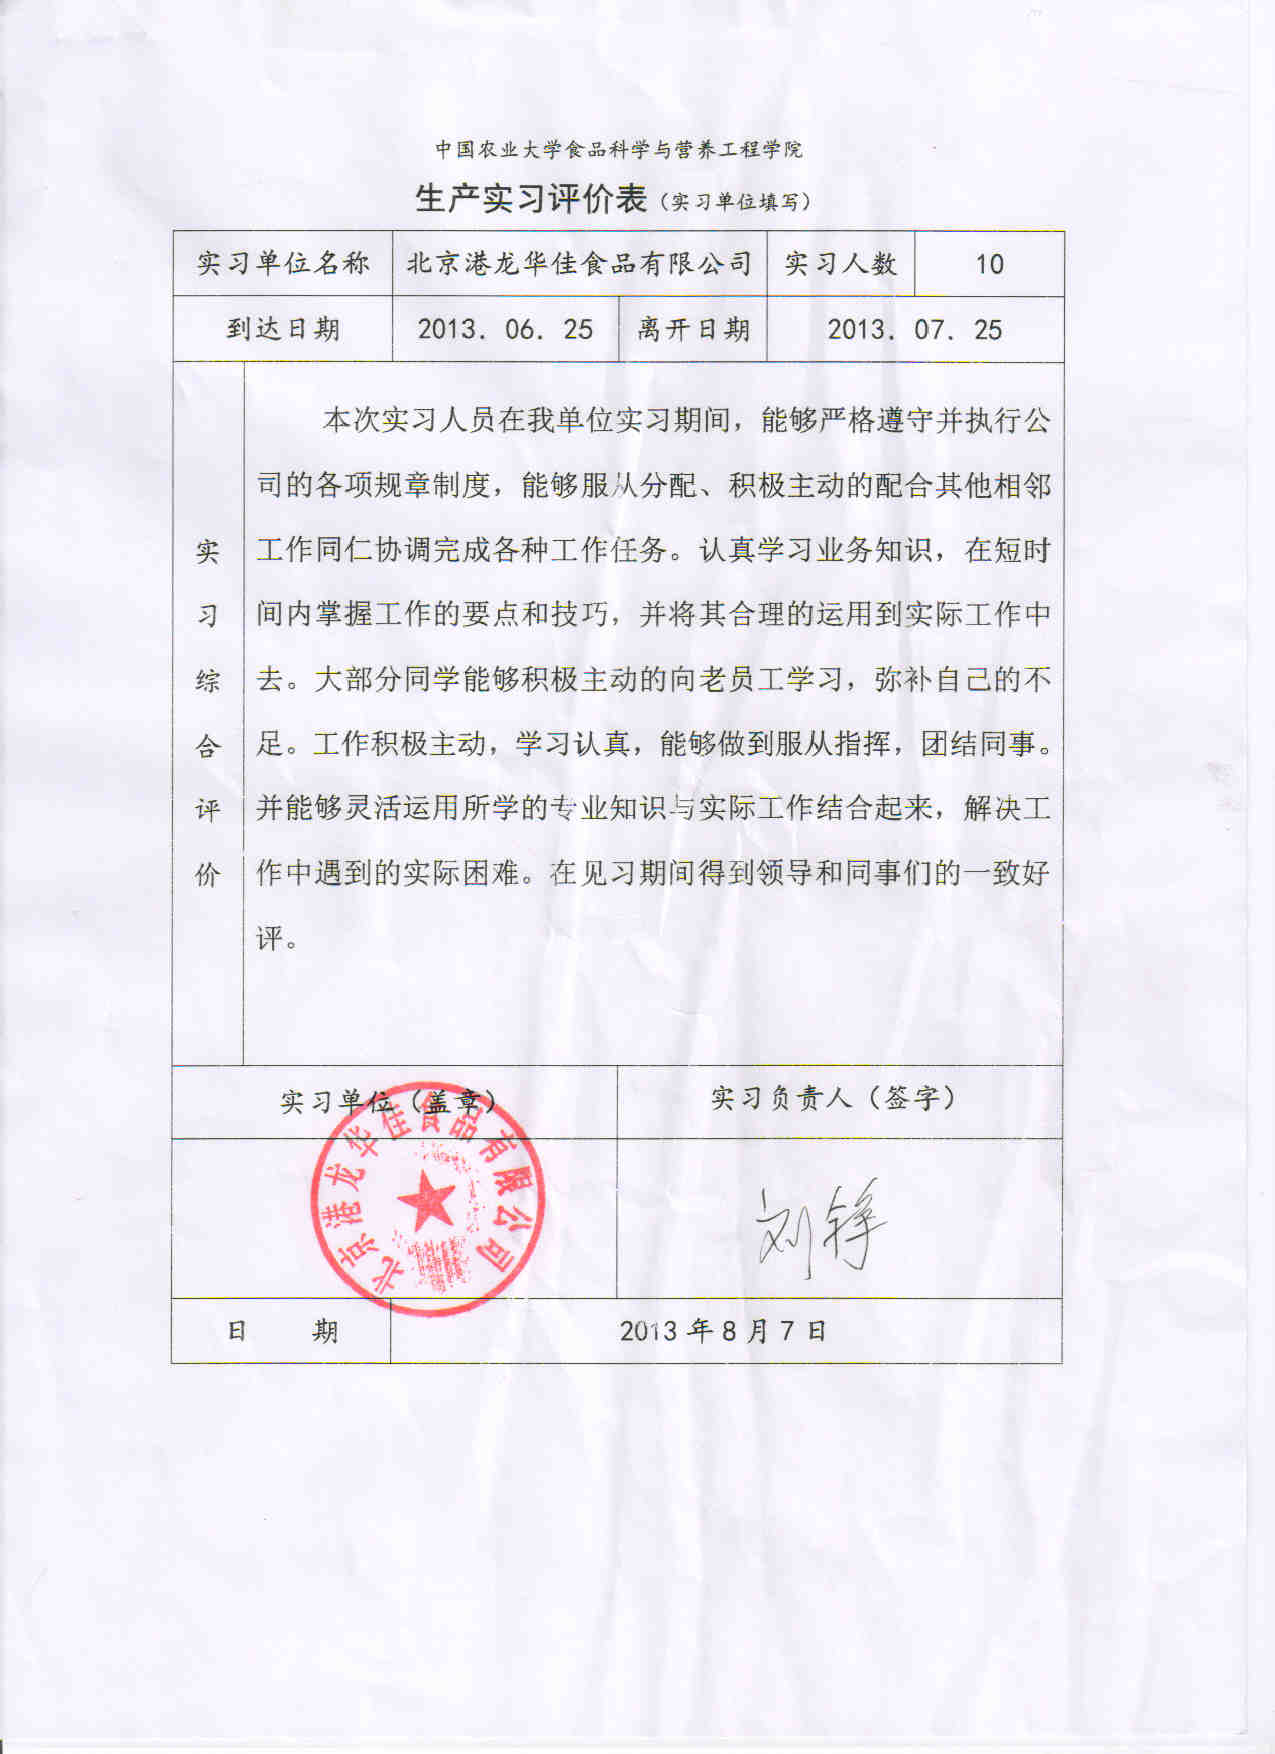 中国农业大学食品科学与营养工程学院
生产实习评价表（实习单位填写）
实习单位名称 北京港龙华佳食品有限公司 实习人数 10
到达日期 2013．06．25 离开日期 2013．07．25
实习综合评价
本次实习人员在我单位实习期间，能够严格遵守并执行公
司的各项规章制度，能够服从分配、积极主动的配合其他相邻
工作同仁协调完成各种工作任务。认真学习业务知识，在短时
间内掌握工作的要点和技巧，并将其合理的运用到实际工作中
去。大部分同学能够积极主动的向老员工学习，弥补自己的不
足。工作积极主动，学习认真，能够做到服从指挥，团结同事。
并能够灵活运用所学的专业知识与实际工作结合起来，解决工
作中遇到的实际困难。在见习期间得到领导和同事们的一致好
评。
实习单位（盖章） 实习负责人（签字）
北京港龙华佳食品有限公司
刘铮
日 期 2013年8月7日